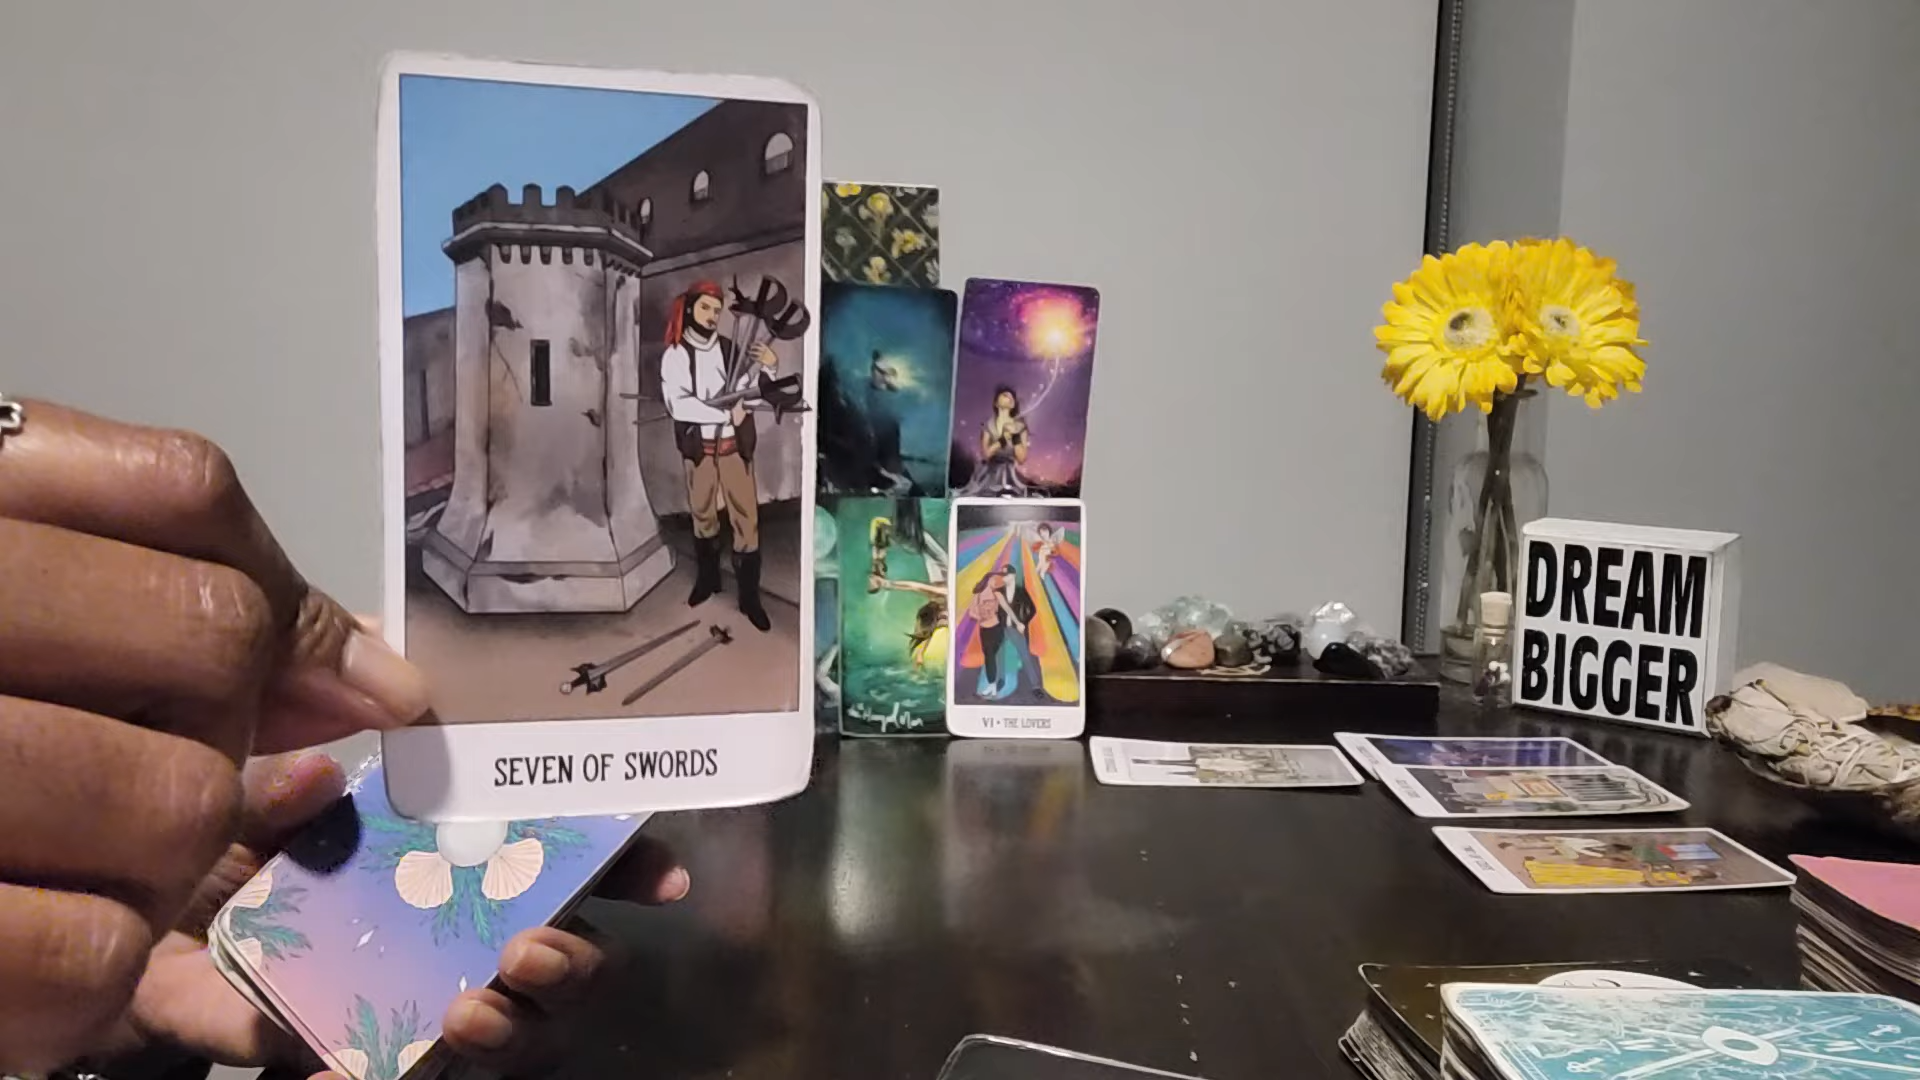 SEVEN OF SWORDS
VI • THE LOVERS
DREAM
BIGGER